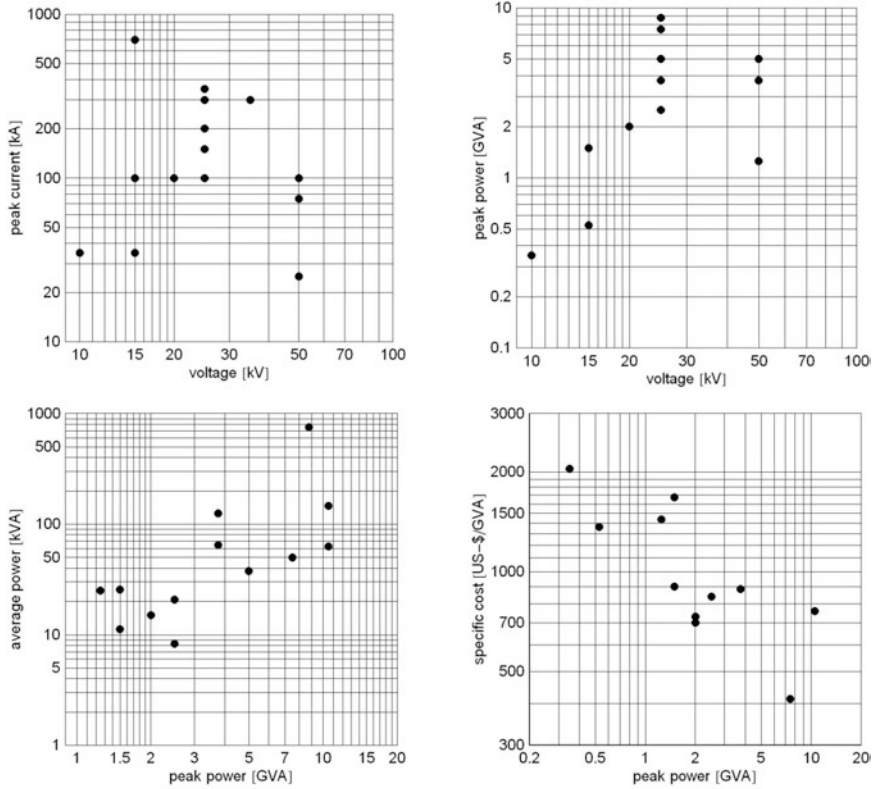 1000
500
200
100
50
20
10
peak current [kA]
10 15 20 30 50 70 100
voltage [kV]
10
5
2
1
0.5
0.2
0.1
peak power [GVA]
10 15 20 30 50 70 100
voltage [kV]
1000
500
100
50
10
5
1
average power [kVA]
1 1.5 2 3 5 7 10 20
peak power [GVA]
3000
2000
1500
1000
700
500
300
specific cost [US-$/GVA]
0.2 0.5 1 2 5 10 20
peak power [GVA]